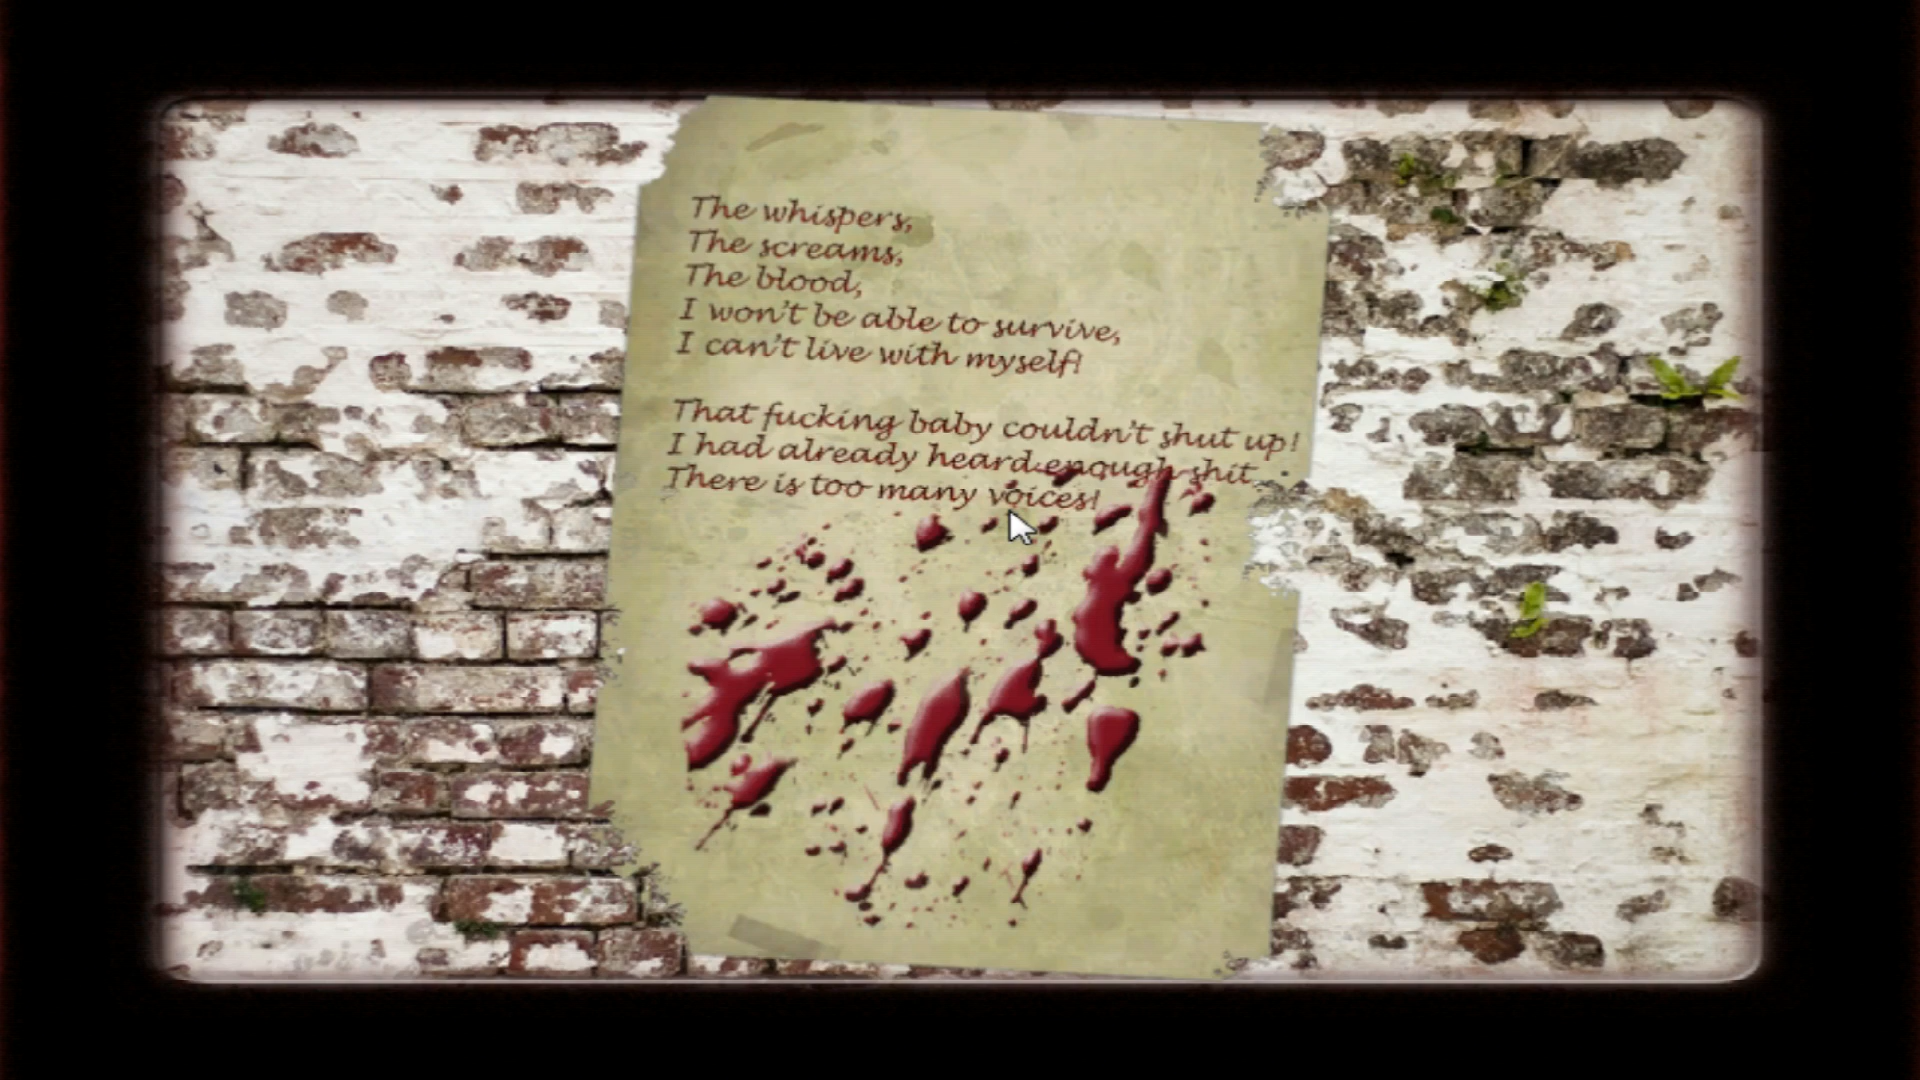 The whispers,
The screams,
The blood,
I won't be able to survive,
I can't live with myself!
That fucking baby couldn't shut up!
I had already heard enough shit.
There is too many voices!